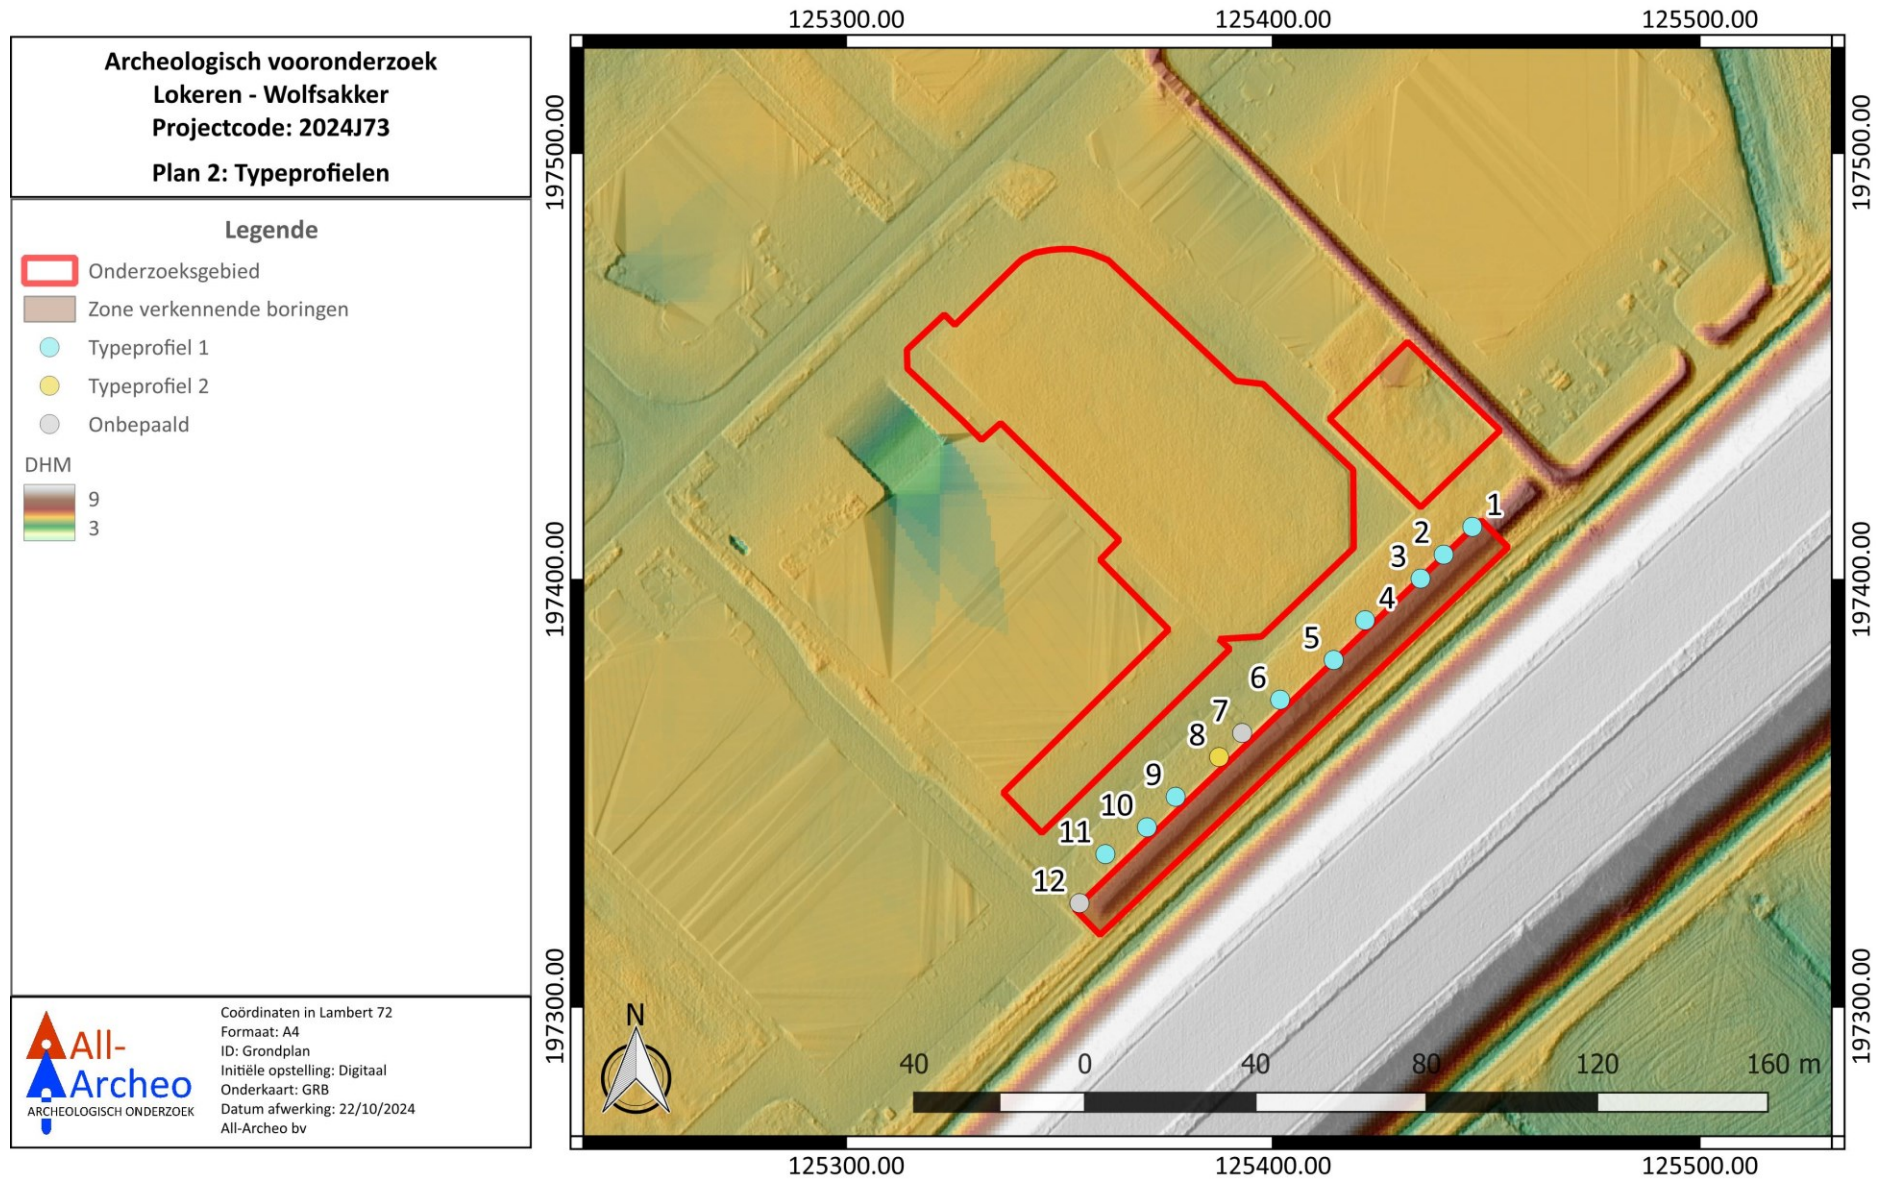 Archeologisch vooronderzoek
Lokeren - Wolfsakker
Projectcode: 2024J73
Plan 2: Typeprofielen
Legende
Onderzoeksgebied
Zone verkennende boringen
Typeprofiel 1
Typeprofiel 2
Onbepaald
DHM
9
3
All-
Archeo
ARCHEOLOGISCH ONDERZOEK
Coördinaten in Lambert 72
Formaat: A4
ID: Grondplan
Initiële opstelling: Digitaal
Onderkaart: GRB
Datum afwerking: 22/10/2024
All-Archeo bv
125300.00 125400.00 125500.00
197500.00
197400.00
197300.00
1
2
3
4
5
6
7
8
9
10
11
12
N
40 0 40 80 120 160 m
197500.00
197400.00
197300.00
125300.00 125400.00 125500.00